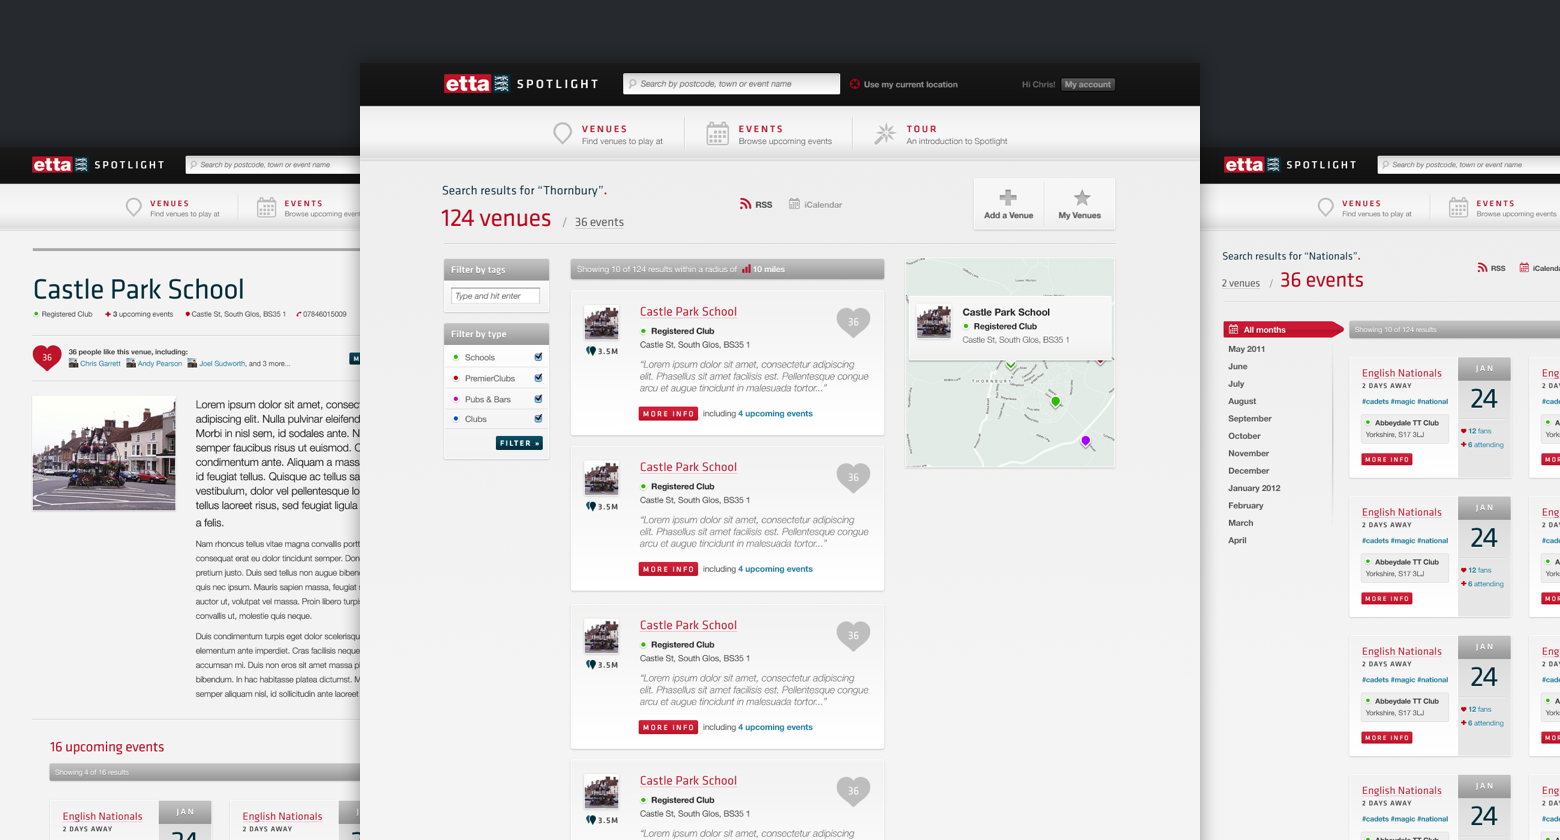 etta SPOTLIGHT
Search by postcode, town or event name
Use my current location
Hi Chris! My account
VENUES
Find venues to play at
EVENTS
Browse upcoming events
TOUR
An introduction to Spotlight
Search results for “Thornbury”.
124 venues / 36 events
RSS iCalendar
Add a Venue My Venues
Filter by tags
Type and hit enter
Filter by type
Schools
PremierClubs
Pubs & Bars
Clubs
FILTER »
Showing 10 of 124 results within a radius of 10 miles
Castle Park School
36
Registered Club
Castle St, South Glos, BS35 1
3.5M
“Lorem ipsum dolor sit amet, consectetur adipiscing
elit. Phasellus sit amet facilisis est. Pellentesque congue
arcu et augue tincidunt in malesuada tortor...”
MORE INFO including 4 upcoming events
Castle Park School
36
Registered Club
Castle St, South Glos, BS35 1
3.5M
“Lorem ipsum dolor sit amet, consectetur adipiscing
elit. Phasellus sit amet facilisis est. Pellentesque congue
arcu et augue tincidunt in malesuada tortor...”
MORE INFO including 4 upcoming events
Castle Park School
36
Registered Club
Castle St, South Glos, BS35 1
3.5M
“Lorem ipsum dolor sit amet, consectetur adipiscing
elit. Phasellus sit amet facilisis est. Pellentesque congue
arcu et augue tincidunt in malesuada tortor...”
MORE INFO including 4 upcoming events
Castle Park School
36
Registered Club
Castle St, South Glos, BS35 1
3.5M
“Lorem ipsum dolor sit amet, consectetur adipiscing
Castle Park School
Registered Club
Castle St, South Glos, BS35 1
THORNBURY
etta SPOTLIGHT
Search by postcode, town or event name
VENUES
Find venues to play at
EVENTS
Browse upcoming even
Castle Park School
Registered Club 3 upcoming events Castle St, South Glos, BS35 1 07846015009
36
36 people like this venue, including:
Chris Garrett Andy Pearson Joel Sudworth, and 3 more...
M
Lorem ipsum dolor sit amet, consec
adipiscing elit. Nulla pulvinar eleifend
Morbi in nisl sem, id sodales ante. N
semper faucibus risus ut euismod. C
condimentum ante. Aliquam a mass
id feugiat tellus. Quisque ac tellus sa
vestibulum, dolor vel pellentesque lo
tellus laoreet risus, sed feugiat ligula
a felis.
Nam rhoncus tellus vitae magna convallis portt
consequat erat eu dolor tincidunt semper. Don
pretium justo. Duis sed tellus non augue biben
quis nec ipsum. Mauris sapien massa, feugiat
auctor ut, volutpat vel massa. Proin libero turpi
convallis ut, molestie quis neque.
Duis condimentum turpis eget dolor scelerisqu
elementum ante imperdiet. Cras facilisis neque
accumsan mi. Duis non eros sit amet massa p
bibendum. In hac habitasse platea dictumst. M
semper aliquam nisl, id sollicitudin ante laoreet
16 upcoming events
Showing 4 of 16 results
English Nationals
2 DAYS AWAY
JAN
24
English Nationals
2 DAYS AWAY
etta SPOTLIGHT
Search by postcode, town or event name
VENUES
Find venues to play at
EVENTS
Browse upcoming events
Search results for “Nationals”.
2 venues / 36 events
RSS iCalenda
All months
May 2011
June
July
August
September
October
November
December
January 2012
February
March
April
Showing 10 of 124 results
English Nationals
2 DAYS AWAY
#cadets #magic #national
Abbeydale TT Club
Yorkshire, S17 3LJ
MORE INFO
JAN
24
12 fans
6 attending
Eng
2 DAY
#cade
A
York
MORE
English Nationals
2 DAYS AWAY
#cadets #magic #national
Abbeydale TT Club
Yorkshire, S17 3LJ
MORE INFO
JAN
24
12 fans
6 attending
Eng
2 DAY
#cade
A
York
MORE
English Nationals
2 DAYS AWAY
#cadets #magic #national
Abbeydale TT Club
Yorkshire, S17 3LJ
MORE INFO
JAN
24
12 fans
6 attending
Eng
2 DAY
#cade
A
York
MORE
English Nationals
2 DAYS AWAY
#cadets #magic #national
Abbeydale TT Club
JAN
24
12 fans
Eng
2 DAY
#cade